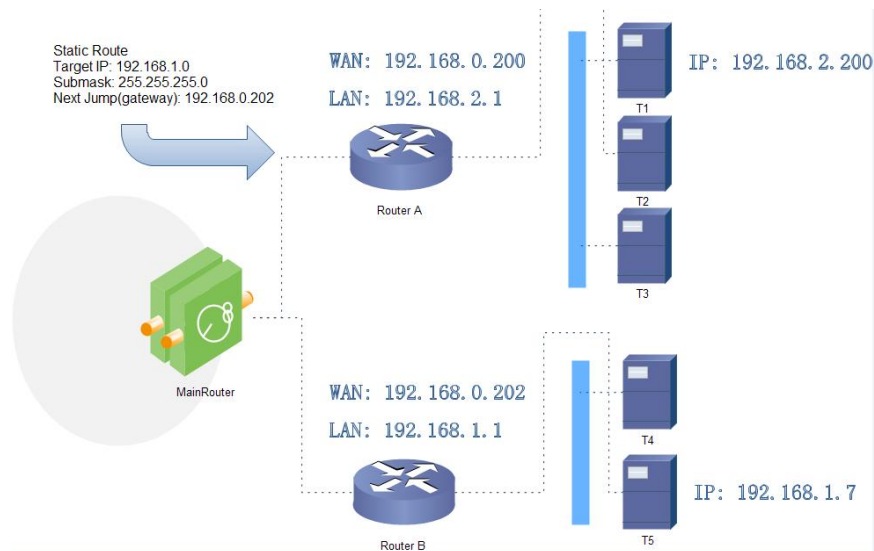 Static Route
Target IP: 192.168.1.0
Submask: 255.255.255.0
Next Jump(gateway): 192.168.0.202
WAN: 192.168.0.200
LAN: 192.168.2.1
Router A
IP: 192.168.2.200
T1
T2
T3
MainRouter
WAN: 192.168.0.202
LAN: 192.168.1.1
Router B
T4
IP: 192.168.1.7
T5